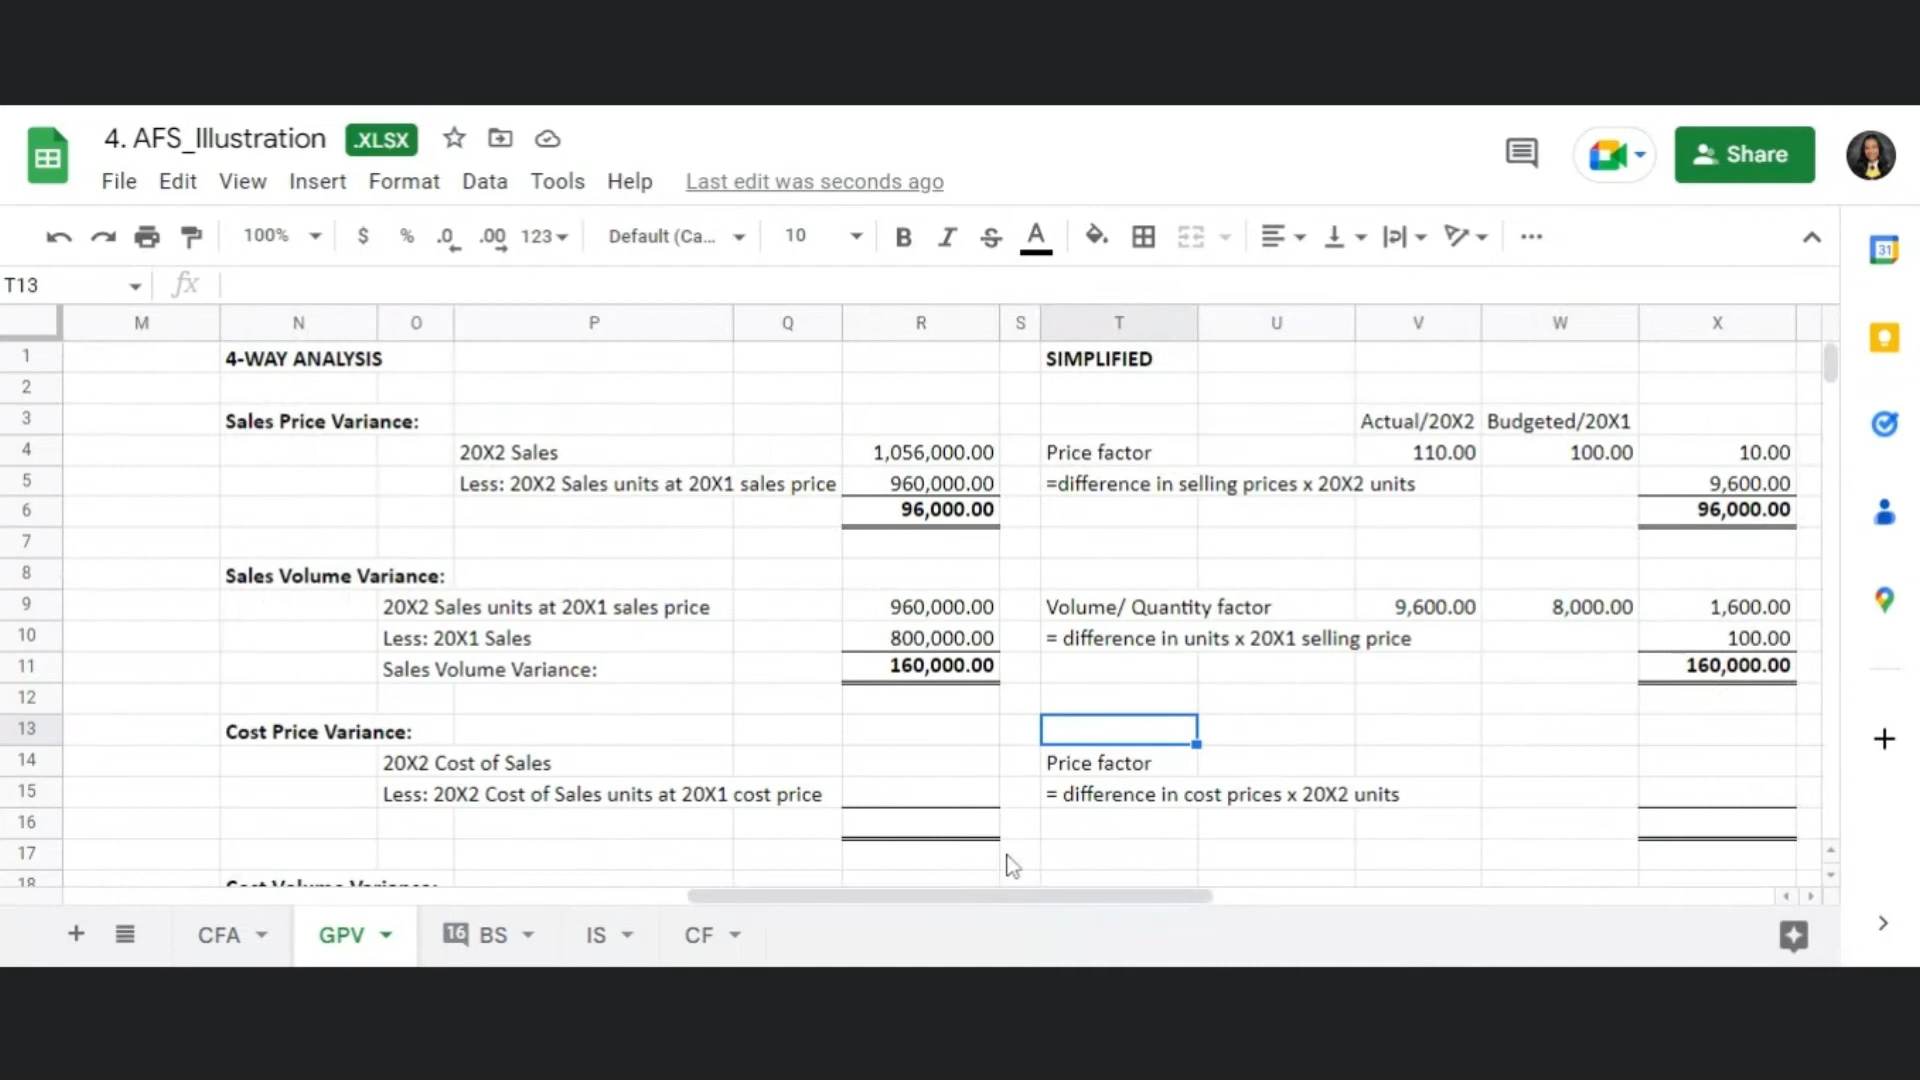 4. AFS_Illustration .XLSX
Share
File Edit View Insert Format Data Tools Help Last edit was seconds ago
100% $ % .0 .00 123 Default (Ca... 10 B I S A ...
31
T13 fx
M N O P Q R S T U V W X
1 4-WAY ANALYSIS SIMPLIFIED
2
3 Sales Price Variance: Actual/20X2 Budgeted/20X1
4 20X2 Sales 1,056,000.00 Price factor 110.00 100.00 10.00
5 Less: 20X2 Sales units at 20X1 sales price 960,000.00 =difference in selling prices x 20X2 units 9,600.00
6 96,000.00 96,000.00
7
8 Sales Volume Variance:
9 20X2 Sales units at 20X1 sales price 960,000.00 Volume/ Quantity factor 9,600.00 8,000.00 1,600.00
10 Less: 20X1 Sales 800,000.00 = difference in units x 20X1 selling price 100.00
11 Sales Volume Variance: 160,000.00 160,000.00
12
13 Cost Price Variance:
14 20X2 Cost of Sales Price factor
15 Less: 20X2 Cost of Sales units at 20X1 cost price = difference in cost prices x 20X2 units
16
17
18 Cost Volume Variance:
CFA GPV 16 BS IS CF